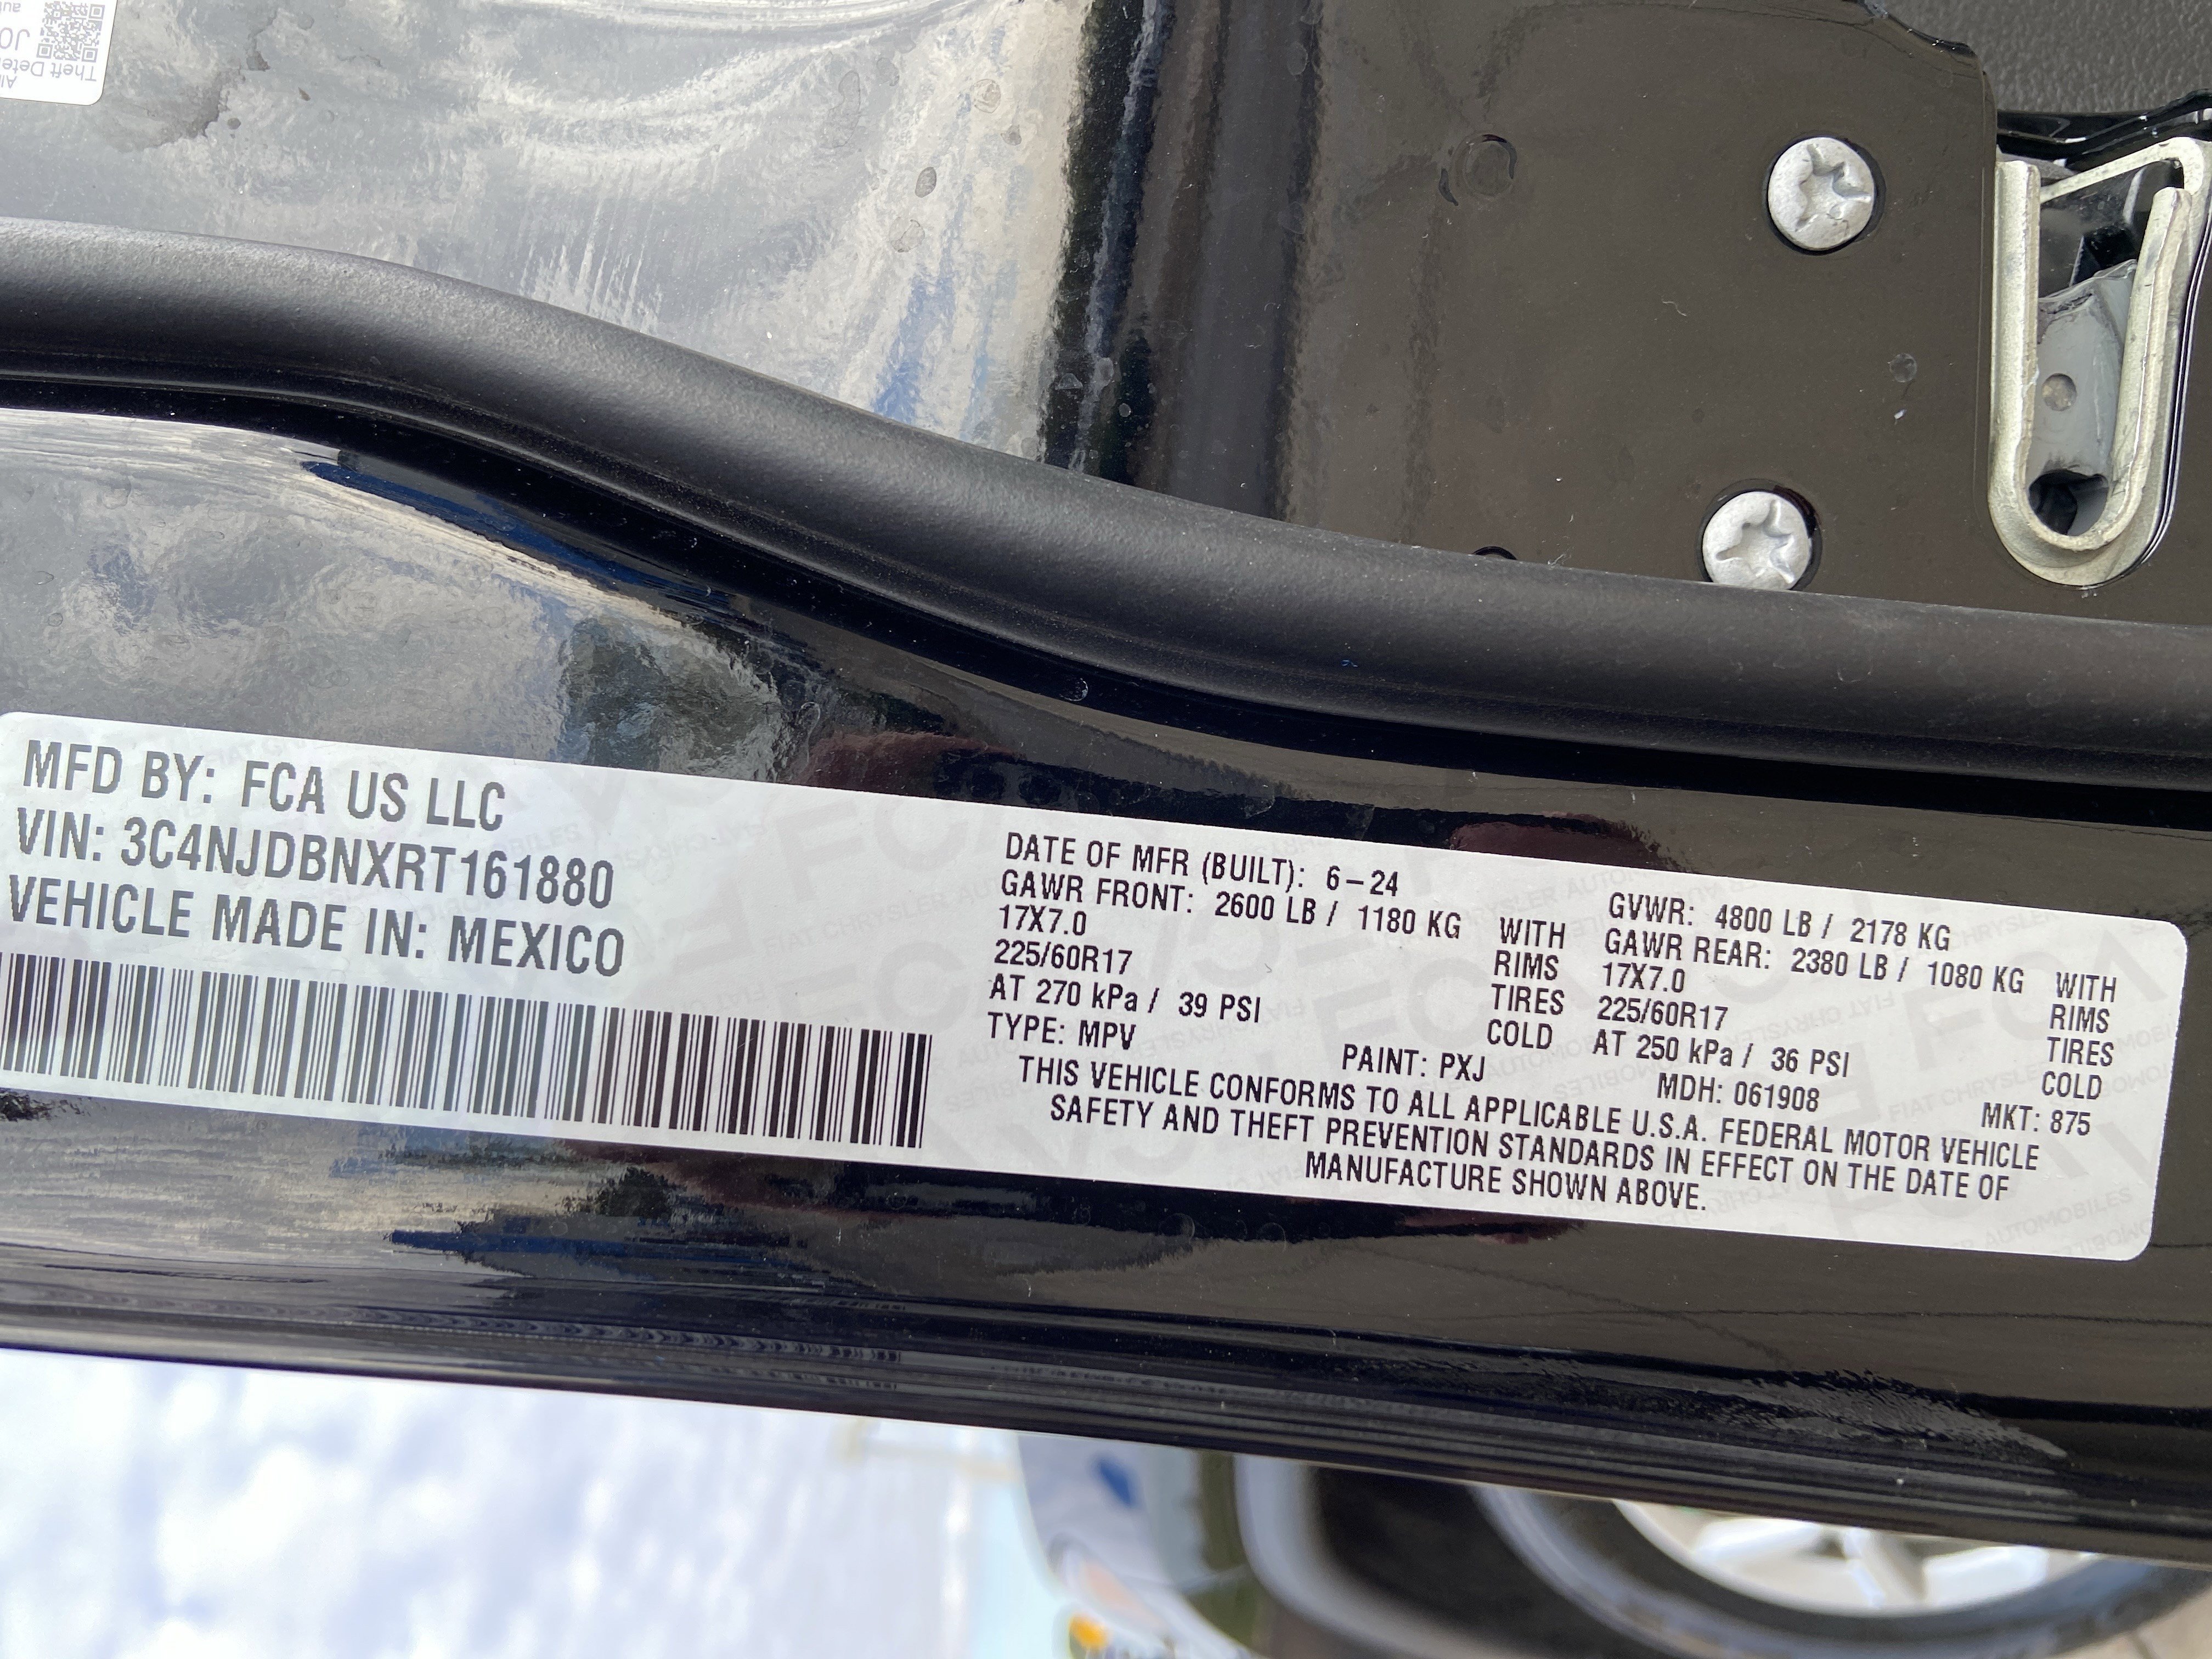 Theft Dete
MFD BY: FCA US LLC
VIN: 3C4NJDBNXRT161880
VEHICLE MADE IN: MEXICO
DATE OF MFR (BUILT): 6-24 GVWR: 4800 LB / 2178 KG
GAWR FRONT: 2600 LB / 1180 KG WITH GAWR REAR: 2380 LB / 1080 KG WITH
17X7.0 RIMS 17X7.0 RIMS
225/60R17 TIRES 225/60R17 TIRES
AT 270 kPa / 39 PSI COLD AT 250 kPa / 36 PSI COLD
TYPE: MPV PAINT: PXJ MDH: 061908 MKT: 875
THIS VEHICLE CONFORMS TO ALL APPLICABLE U.S.A. FEDERAL MOTOR VEHICLE
SAFETY AND THEFT PREVENTION STANDARDS IN EFFECT ON THE DATE OF
MANUFACTURE SHOWN ABOVE.